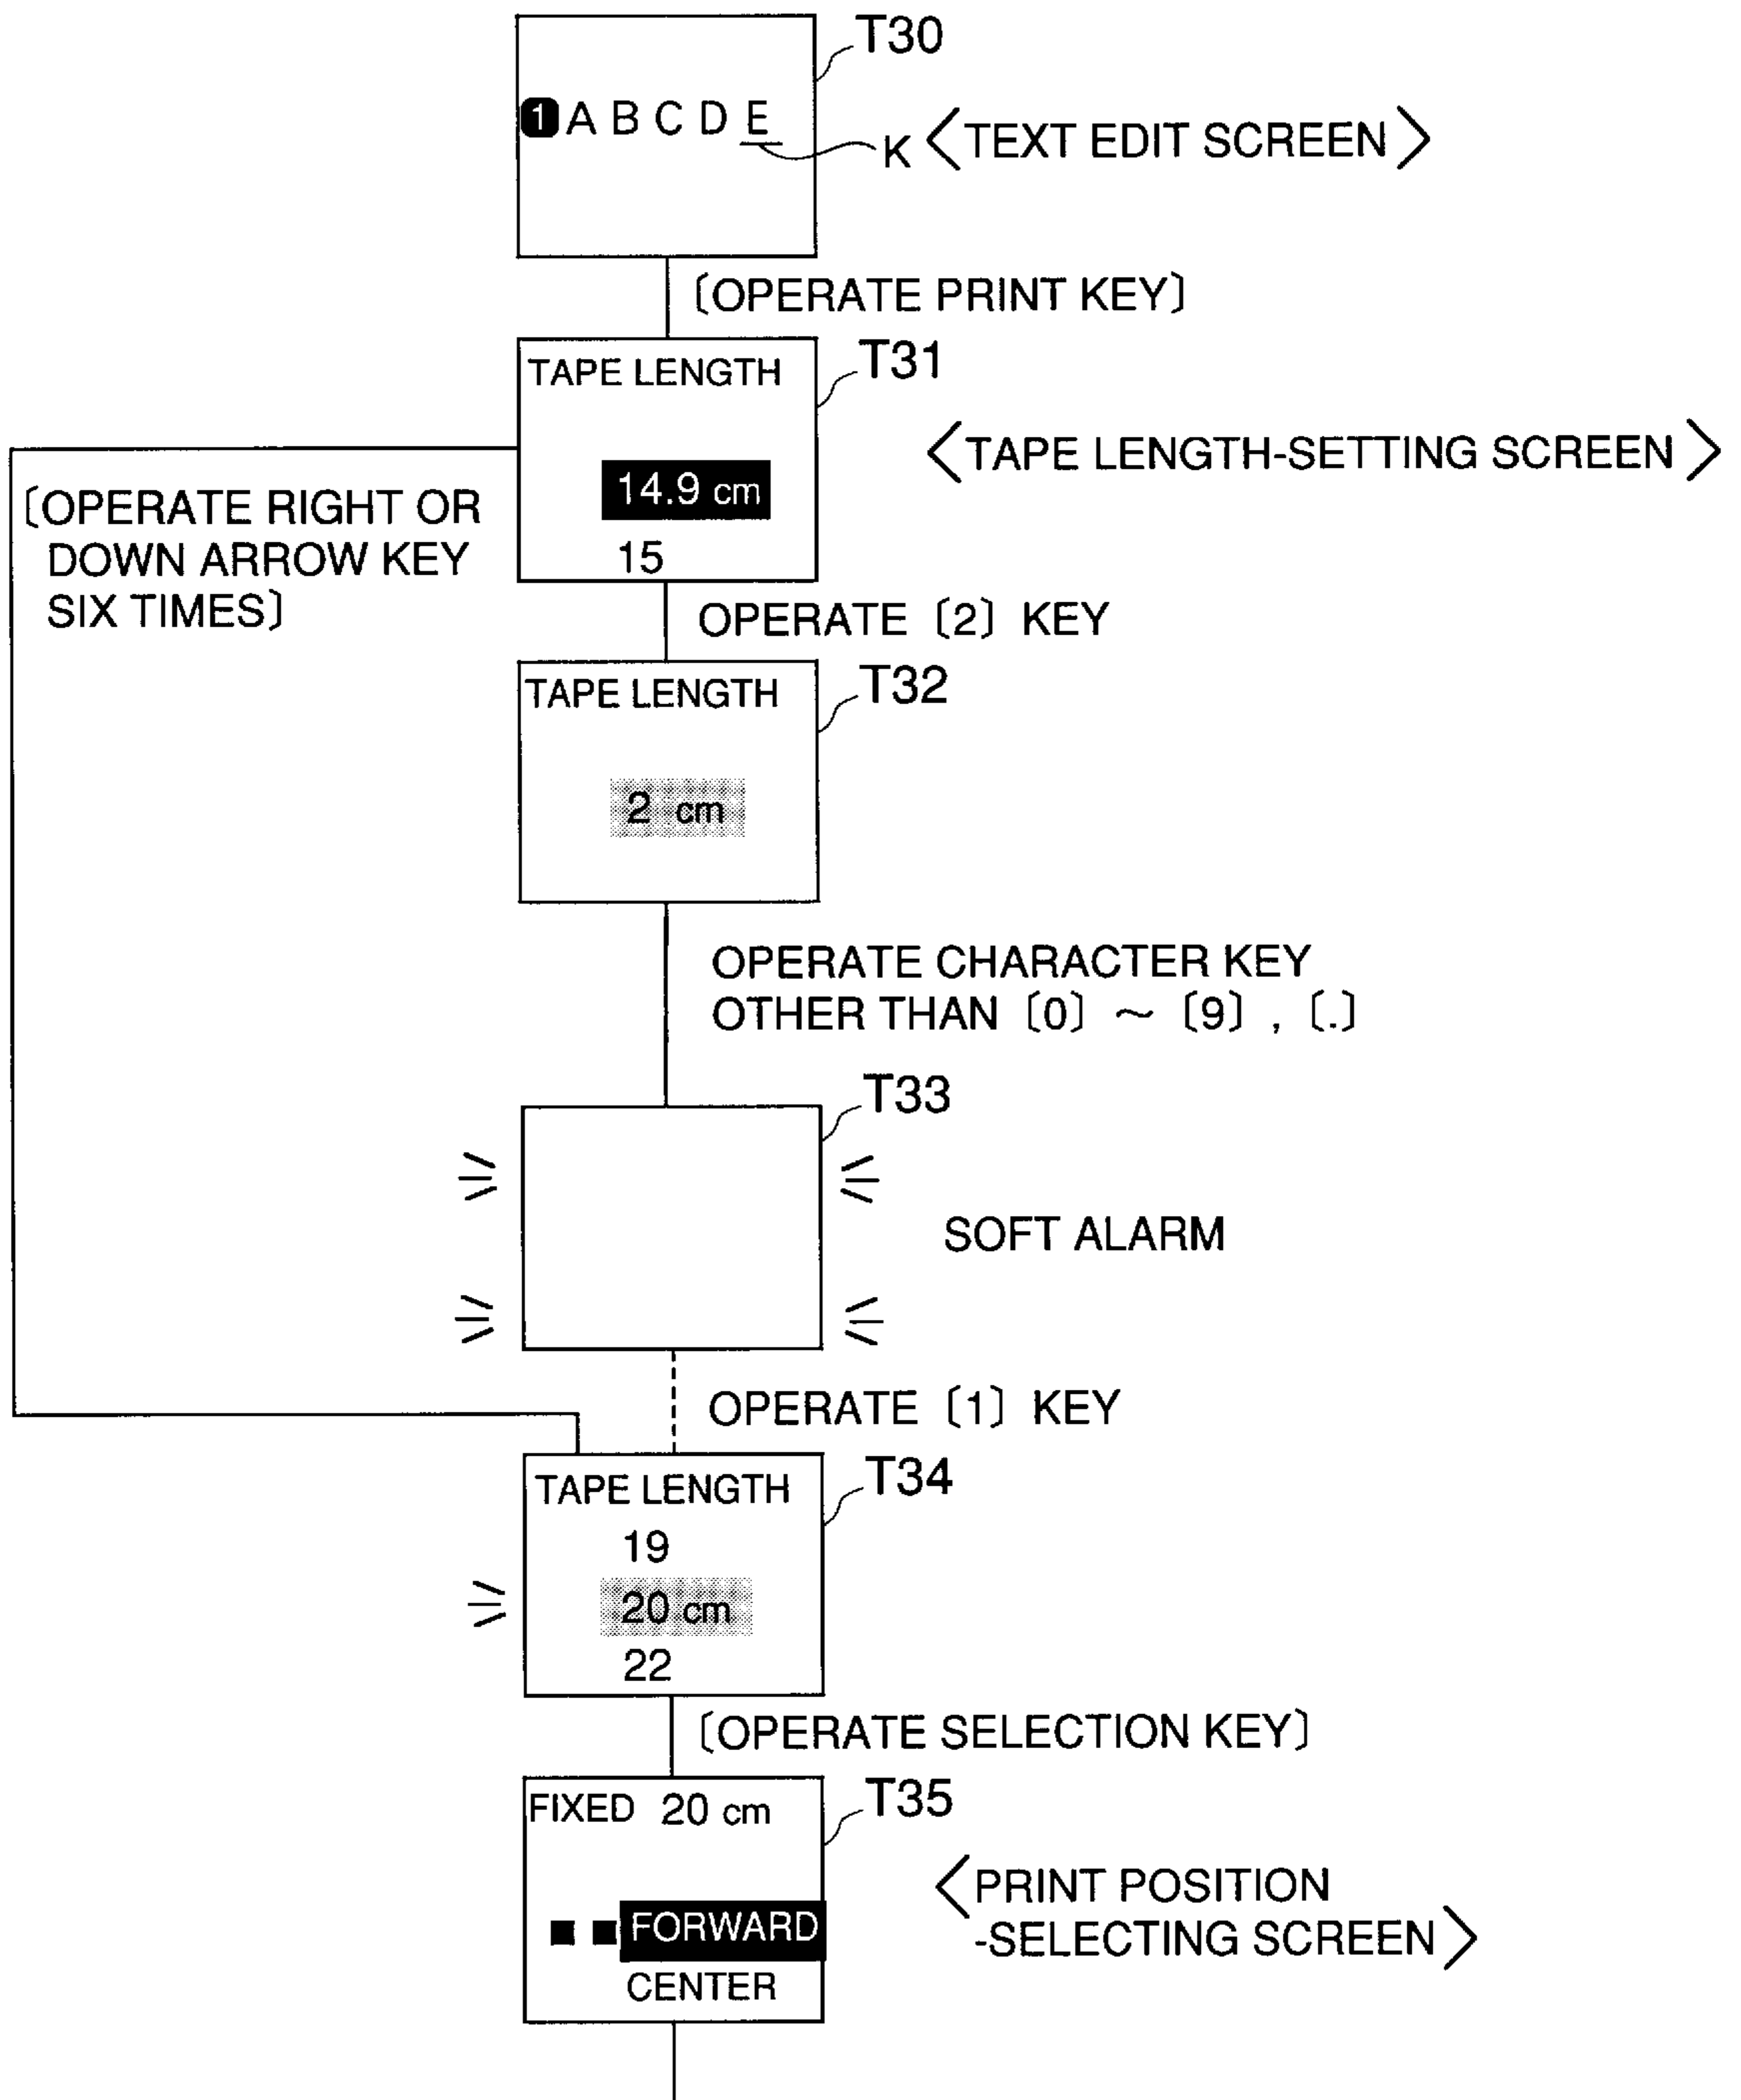 T30
1 A B C D E
K <TEXT EDIT SCREEN>
[OPERATE PRINT KEY]
T31
TAPE LENGTH
<TAPE LENGTH-SETTING SCREEN>
14.9 cm
15
[OPERATE RIGHT OR
DOWN ARROW KEY
SIX TIMES]
OPERATE [2] KEY
T32
TAPE LENGTH
2 cm
OPERATE CHARACTER KEY
OTHER THAN [0] ~ [9] , [.]
T33
SOFT ALARM
OPERATE [1] KEY
T34
TAPE LENGTH
19
20 cm
22
[OPERATE SELECTION KEY]
T35
FIXED 20 cm
FORWARD
CENTER
<PRINT POSITION
-SELECTING SCREEN>